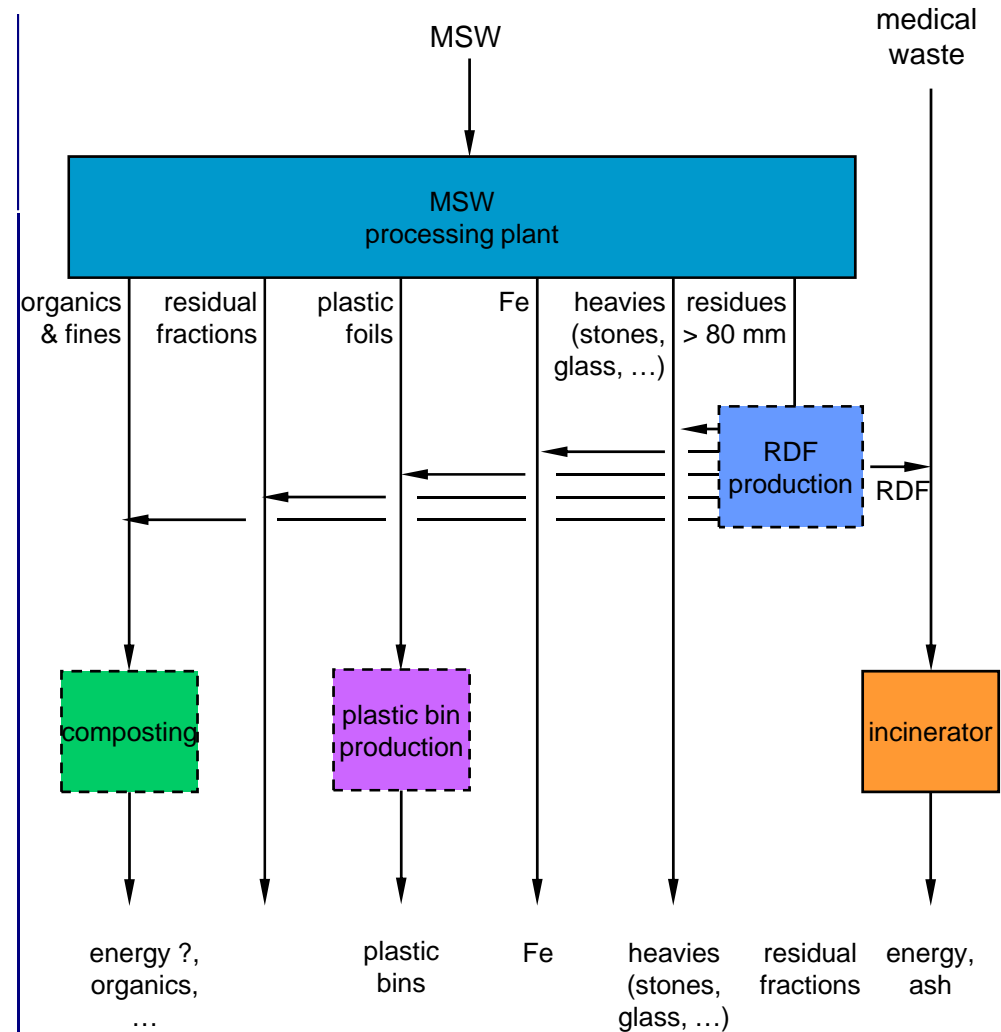 MSW
medical
waste
MSW
processing plant
organics
& fines
residual
fractions
plastic
foils
Fe
heavies
(stones,
glass, …)
residues
> 80 mm
RDF
production
RDF
composting
plastic bin
production
incinerator
energy ?,
organics,
…
plastic
bins
Fe
heavies
(stones,
glass, …)
residual
fractions
energy,
ash